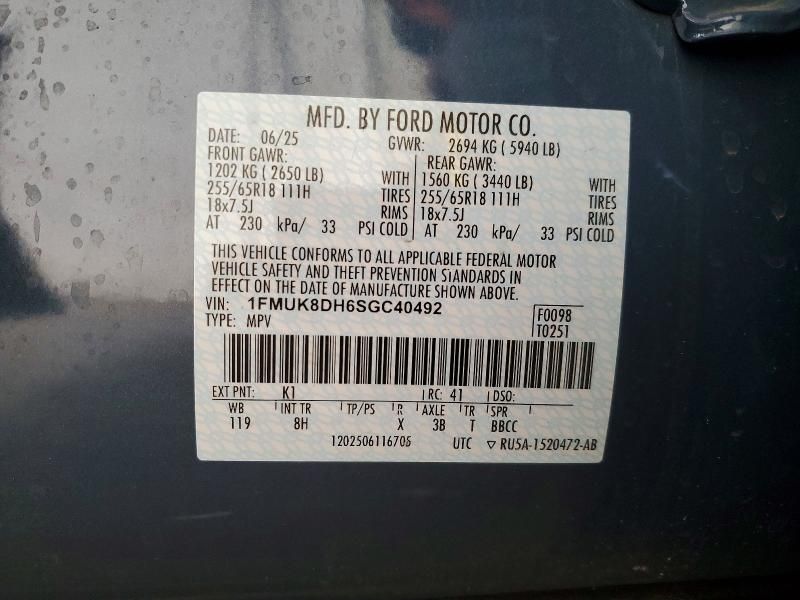 MFD. BY FORD MOTOR CO.
DATE: 06/25 GVWR: 2694 KG ( 5940 LB)
FRONT GAWR: REAR GAWR:
1202 KG ( 2650 LB) WITH 1560 KG ( 3440 LB) WITH
255/65R18 111H TIRES 255/65R18 111H TIRES
18x7.5J RIMS 18x7.5J RIMS
AT 230 kPa/ 33 PSI COLD AT 230 kPa/ 33 PSI COLD
THIS VEHICLE CONFORMS TO ALL APPLICABLE FEDERAL MOTOR
VEHICLE SAFETY AND THEFT PREVENTION STANDARDS IN
EFFECT ON THE DATE OF MANUFACTURE SHOWN ABOVE.
VIN: 1FMUK8DH6SGC40492 F0098
TYPE: MPV T0251
EXT PNT: K1 RC: 41 DSO:
WB INT TR TP/PS R AXLE TR SPR
119 8H X 3B T BBCC
1202506116706 UTC ▽ RU5A-1520472-AB